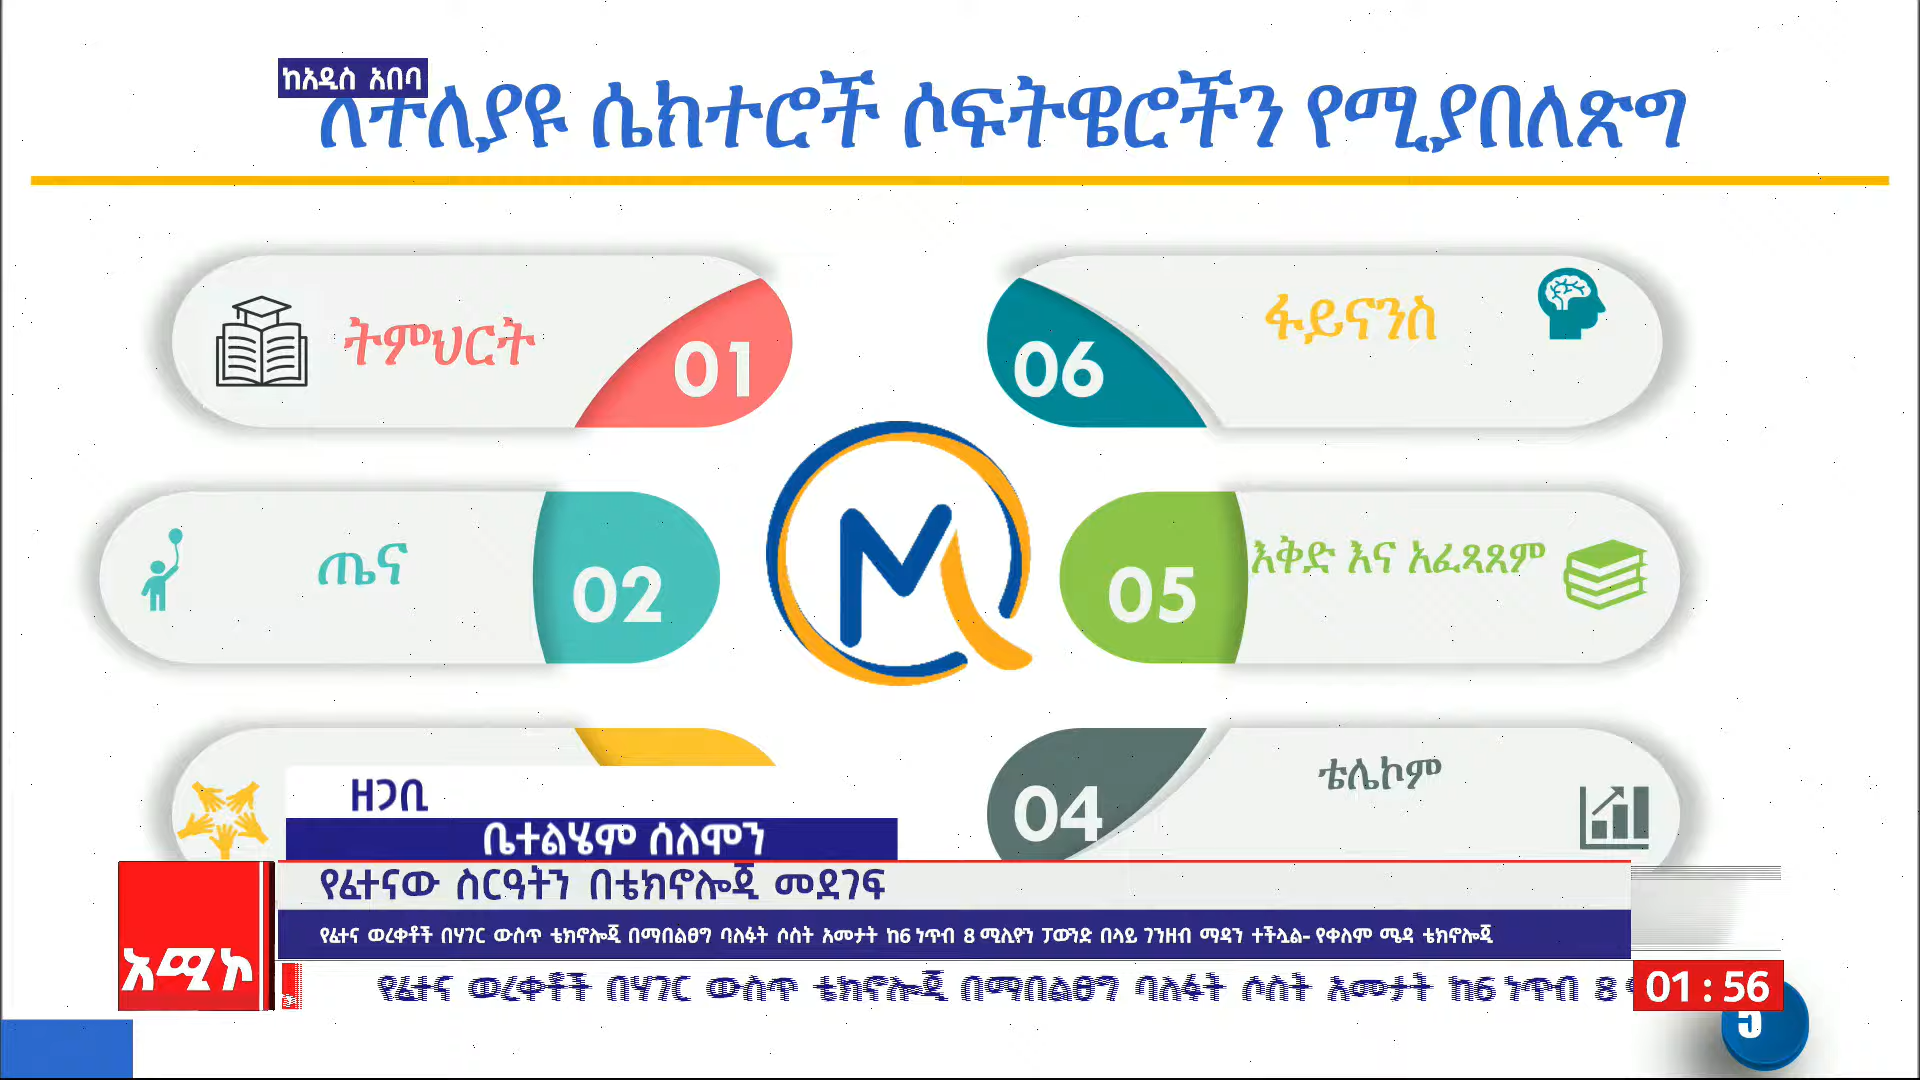 ከአዲስ አበባ
ለተለያዩ ሴክተሮች ሶፍትዌሮችን የሚያበለጽግ
ትምህርት
01
06
ፋይናንስ
ጤና
02
05
እቅድ እና አፈጻጸም
04
ቴሌኮም
ዘጋቢ
ቤተልሄም ሰለሞን
የፈተናው ስርዓትን በቴክኖሎጂ መደገፍ
የፈተና ወረቀቶች በሃገር ውስጥ ቴክኖሎጂ በማበልፀግ ባለፉት ሶስት አመታት ከ6 ነጥብ 8 ሚሊዮን ፓውንድ በላይ ገንዘብ ማዳን ተችሏል- የቀለም ሜዳ ቴክኖሎጂ
አሚኮ
የፈተና ወረቀቶች በሃገር ውስጥ ቴክኖሎጂ በማበልፀግ ባለፉት ሶስት አመታት ከ6 ነጥብ 8
01:56
5